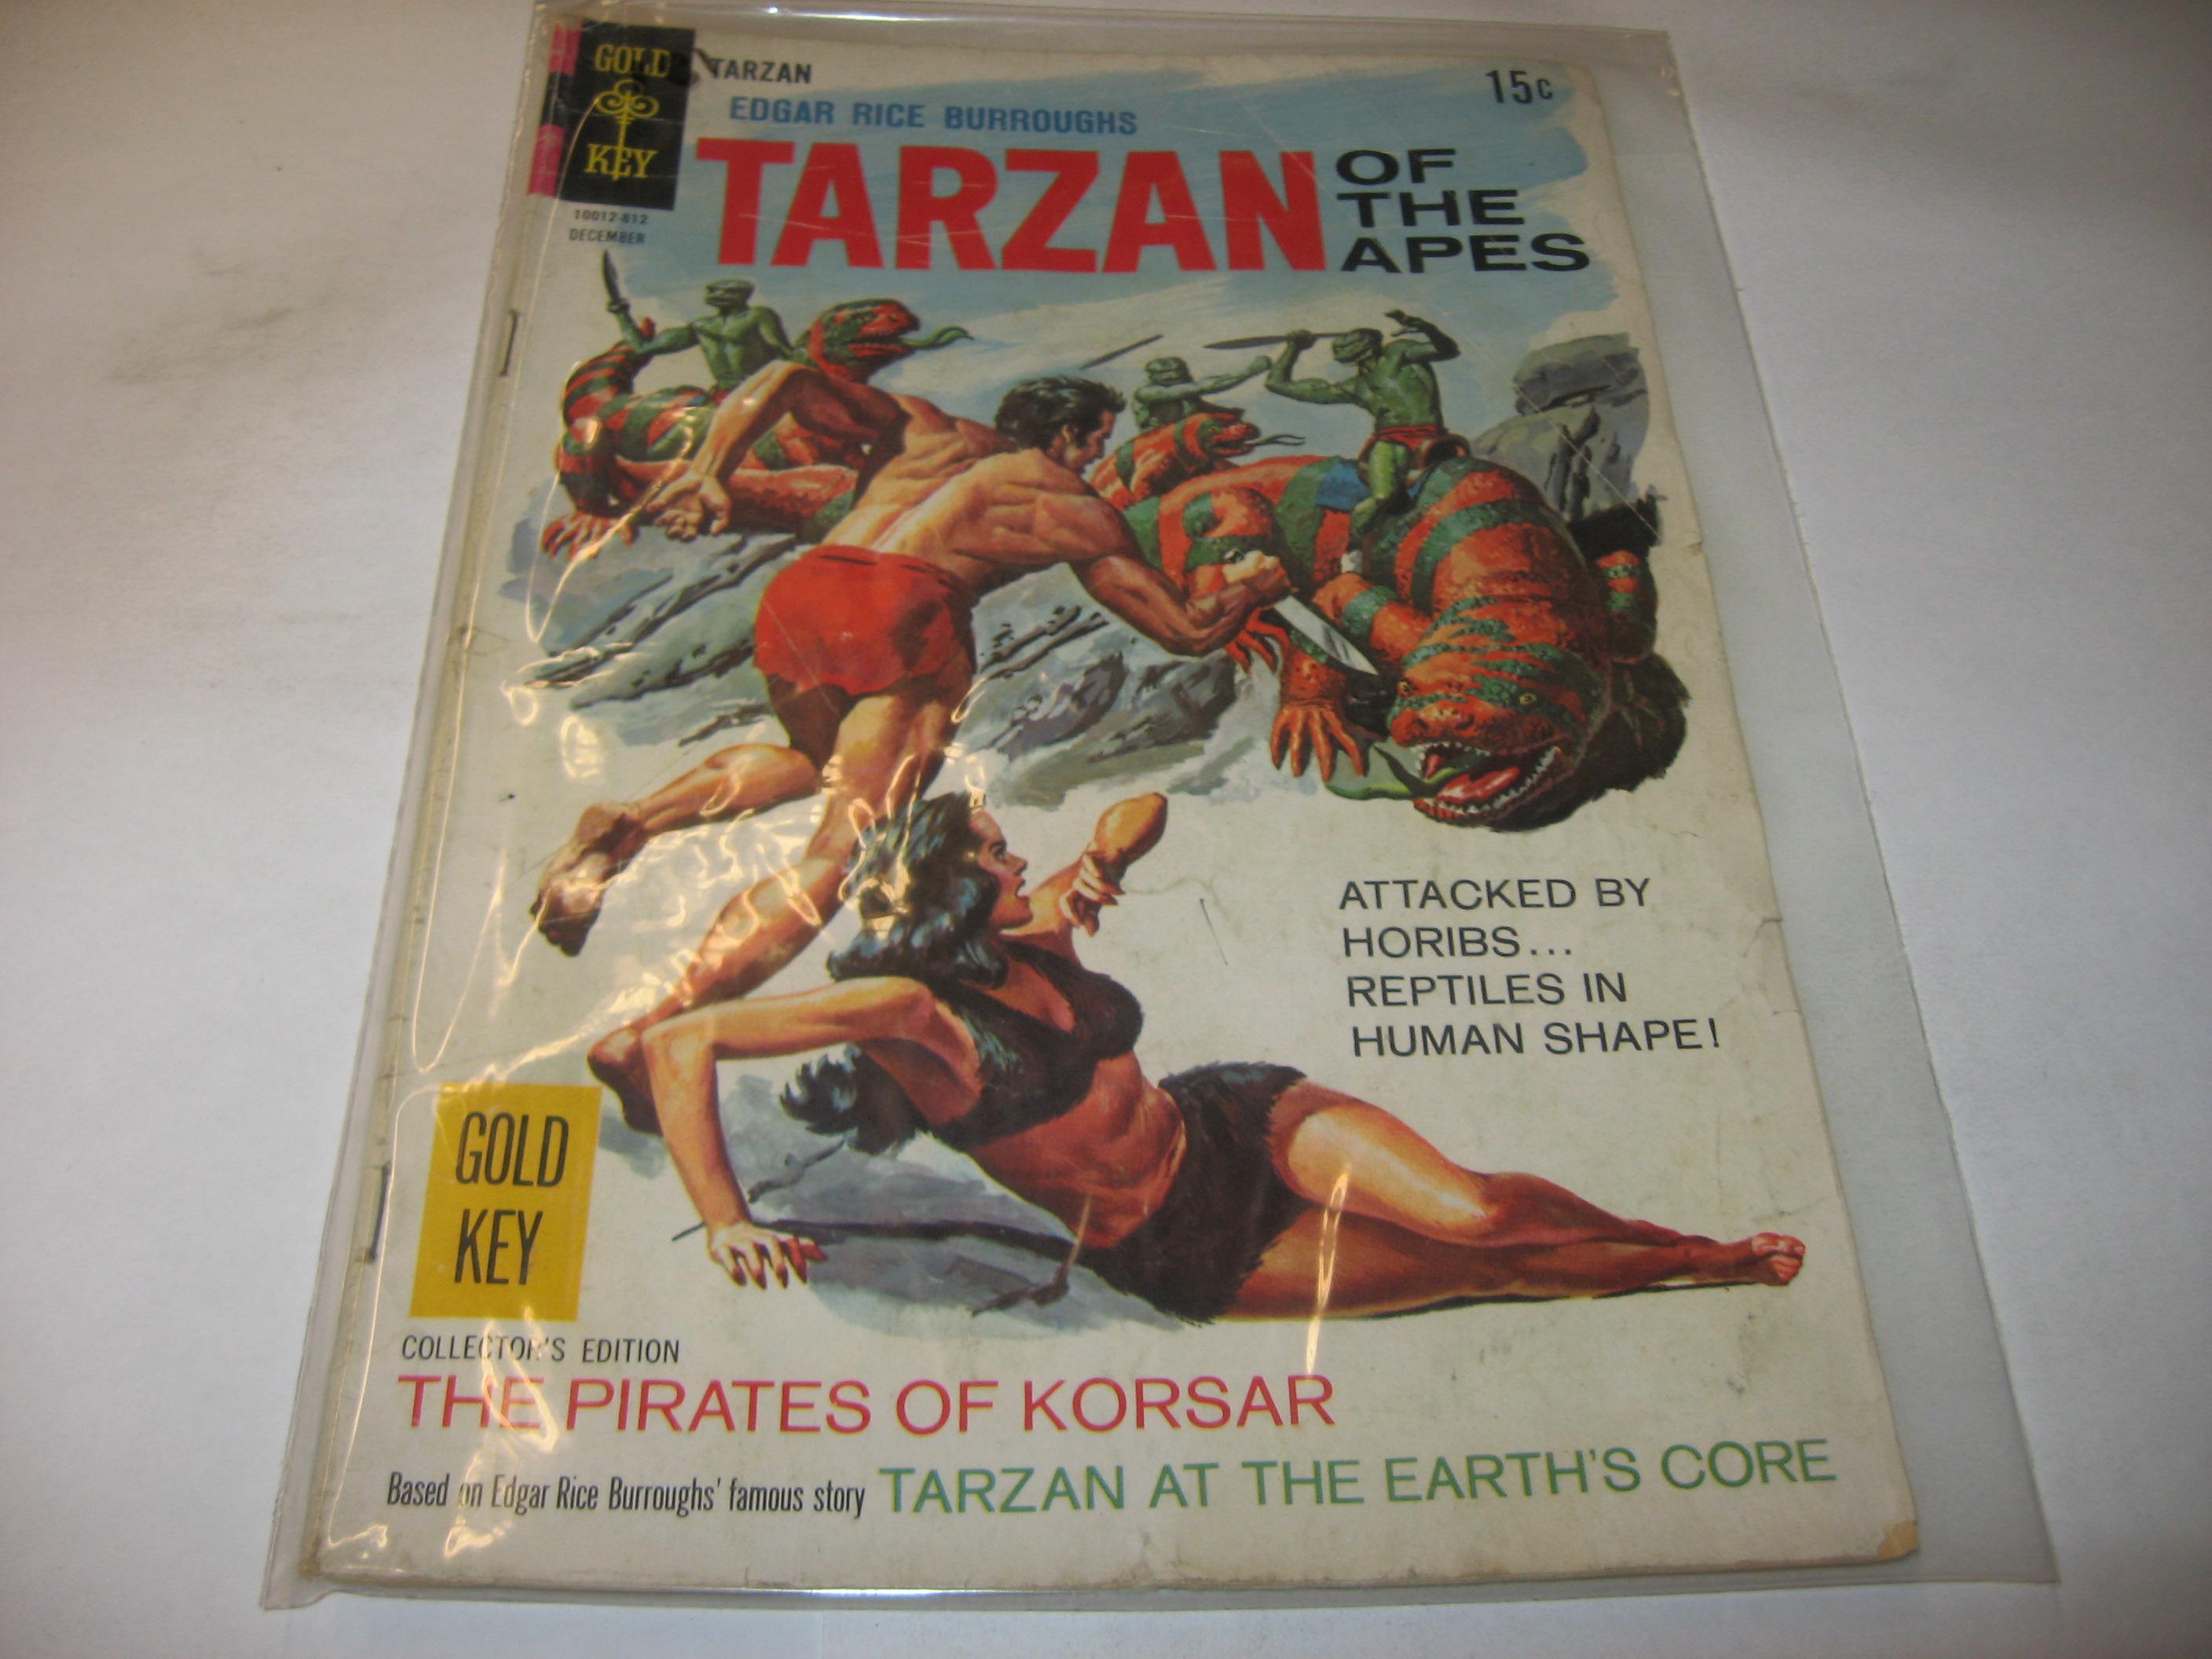 GOLD
KEY
TARZAN
15c
EDGAR RICE BURROUGHS
TARZAN OF
THE
APES
10012-812
DECEMBER
ATTACKED BY
HORIBS...
REPTILES IN
HUMAN SHAPE!
GOLD
KEY
COLLECTOR'S EDITION
THE PIRATES OF KORSAR
Based on Edgar Rice Burroughs' famous story TARZAN AT THE EARTH'S CORE